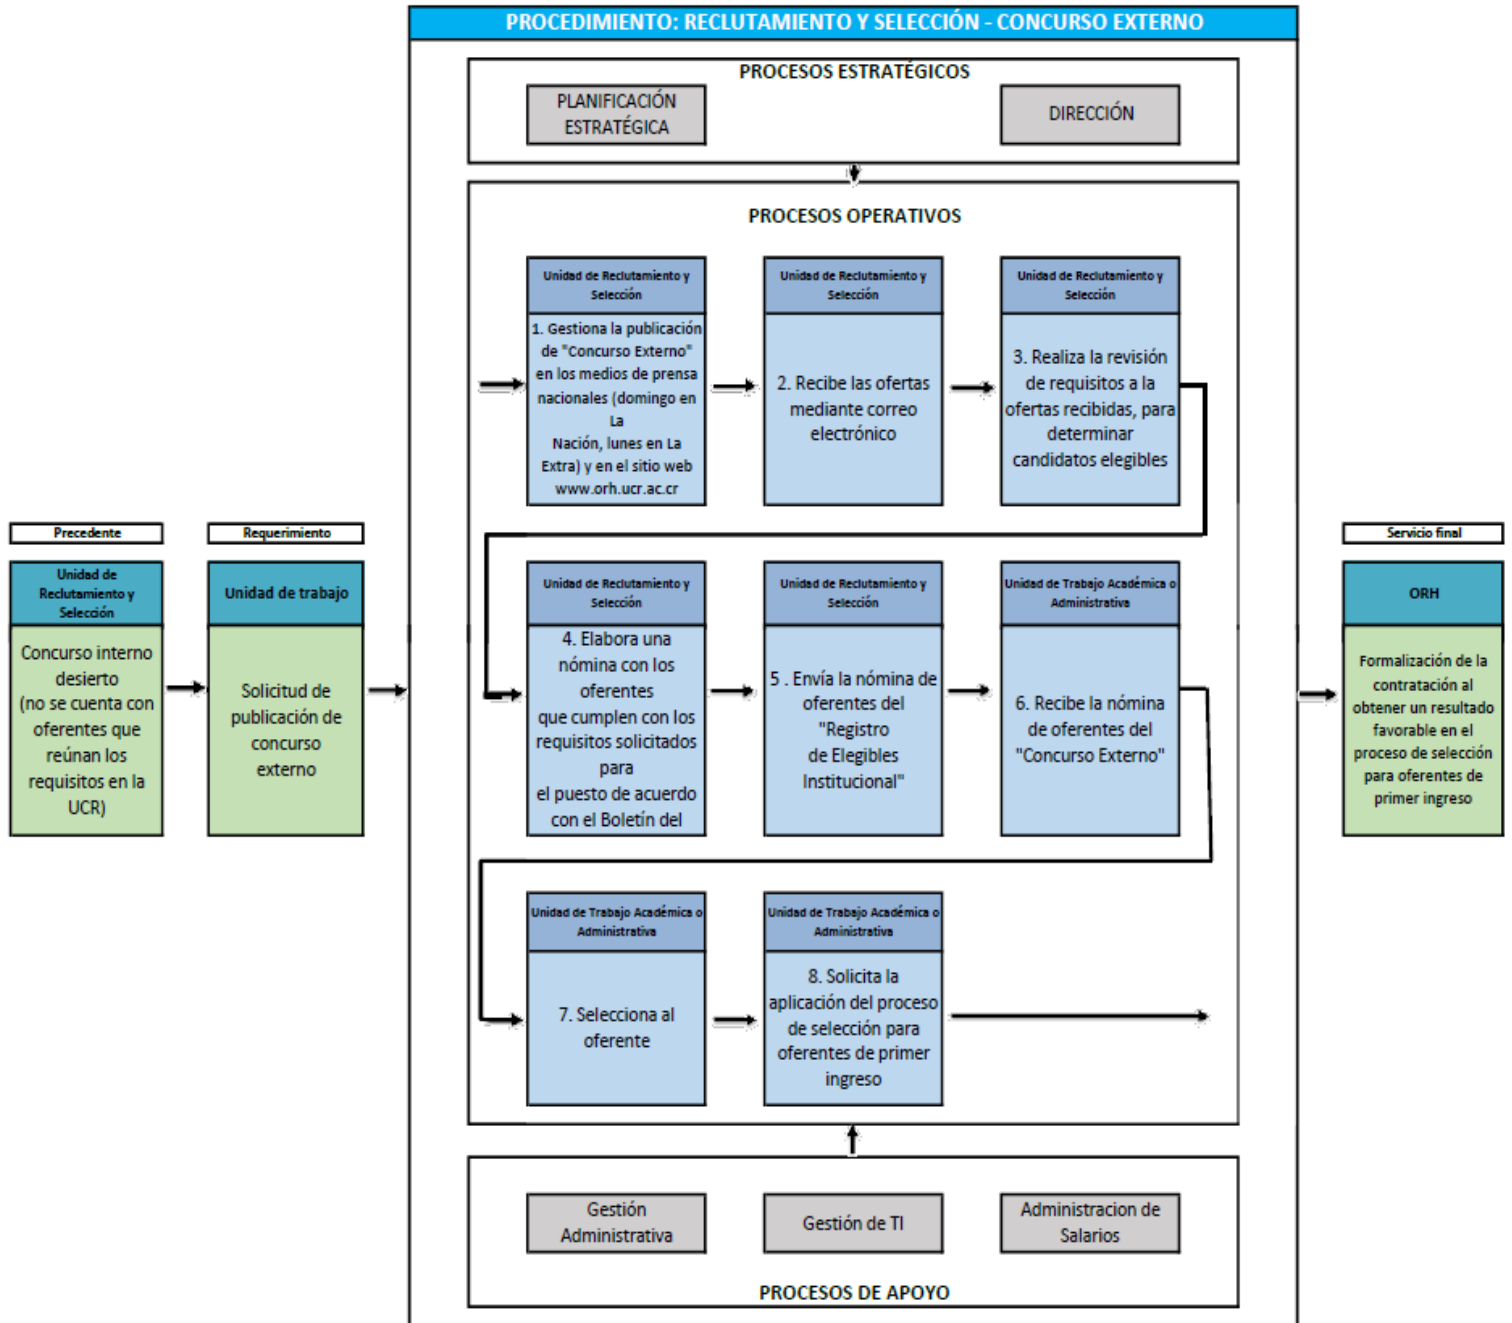 PROCEDIMIENTO: RECLUTAMIENTO Y SELECCIÓN - CONCURSO EXTERNO
PROCESOS ESTRATÉGICOS
PLANIFICACIÓN
ESTRATÉGICA
DIRECCIÓN
PROCESOS OPERATIVOS
Unidad de Reclutamiento y
Selección
1. Gestiona la publicación
de "Concurso Externo"
en los medios de prensa
nacionales (domingo en
La
Nación, lunes en La
Extra) y en el sitio web
www.orh.ucr.ac.cr
Unidad de Reclutamiento y
Selección
2. Recibe las ofertas
mediante correo
electrónico
Unidad de Reclutamiento y
Selección
3. Realiza la revisión
de requisitos a la
ofertas recibidas, para
determinar
candidatos elegibles
Precedente
Unidad de
Reclutamiento y
Selección
Concurso interno
desierto
(no se cuenta con
oferentes que
reúnan los
requisitos en la
UCR)
Requerimiento
Unidad de trabajo
Solicitud de
publicación de
concurso
externo
Unidad de Reclutamiento y
Selección
4. Elabora una
nómina con los
oferentes
que cumplen con los
requisitos solicitados
para
el puesto de acuerdo
con el Boletín del
Unidad de Reclutamiento y
Selección
5 . Envía la nómina de
oferentes del
"Registro
de Elegibles
Institucional"
Unidad de Trabajo Académica o
Administrativa
6. Recibe la nómina
de oferentes del
"Concurso Externo"
Servicio final
ORH
Formalización de la
contratación al
obtener un resultado
favorable en el
proceso de selección
para oferentes de
primer ingreso
Unidad de Trabajo Académica o
Administrativa
7. Selecciona al
oferente
Unidad de Trabajo Académica o
Administrativa
8. Solicita la
aplicación del proceso
de selección para
oferentes de primer
ingreso
Gestión
Administrativa
Gestión de TI
Administracion de
Salarios
PROCESOS DE APOYO